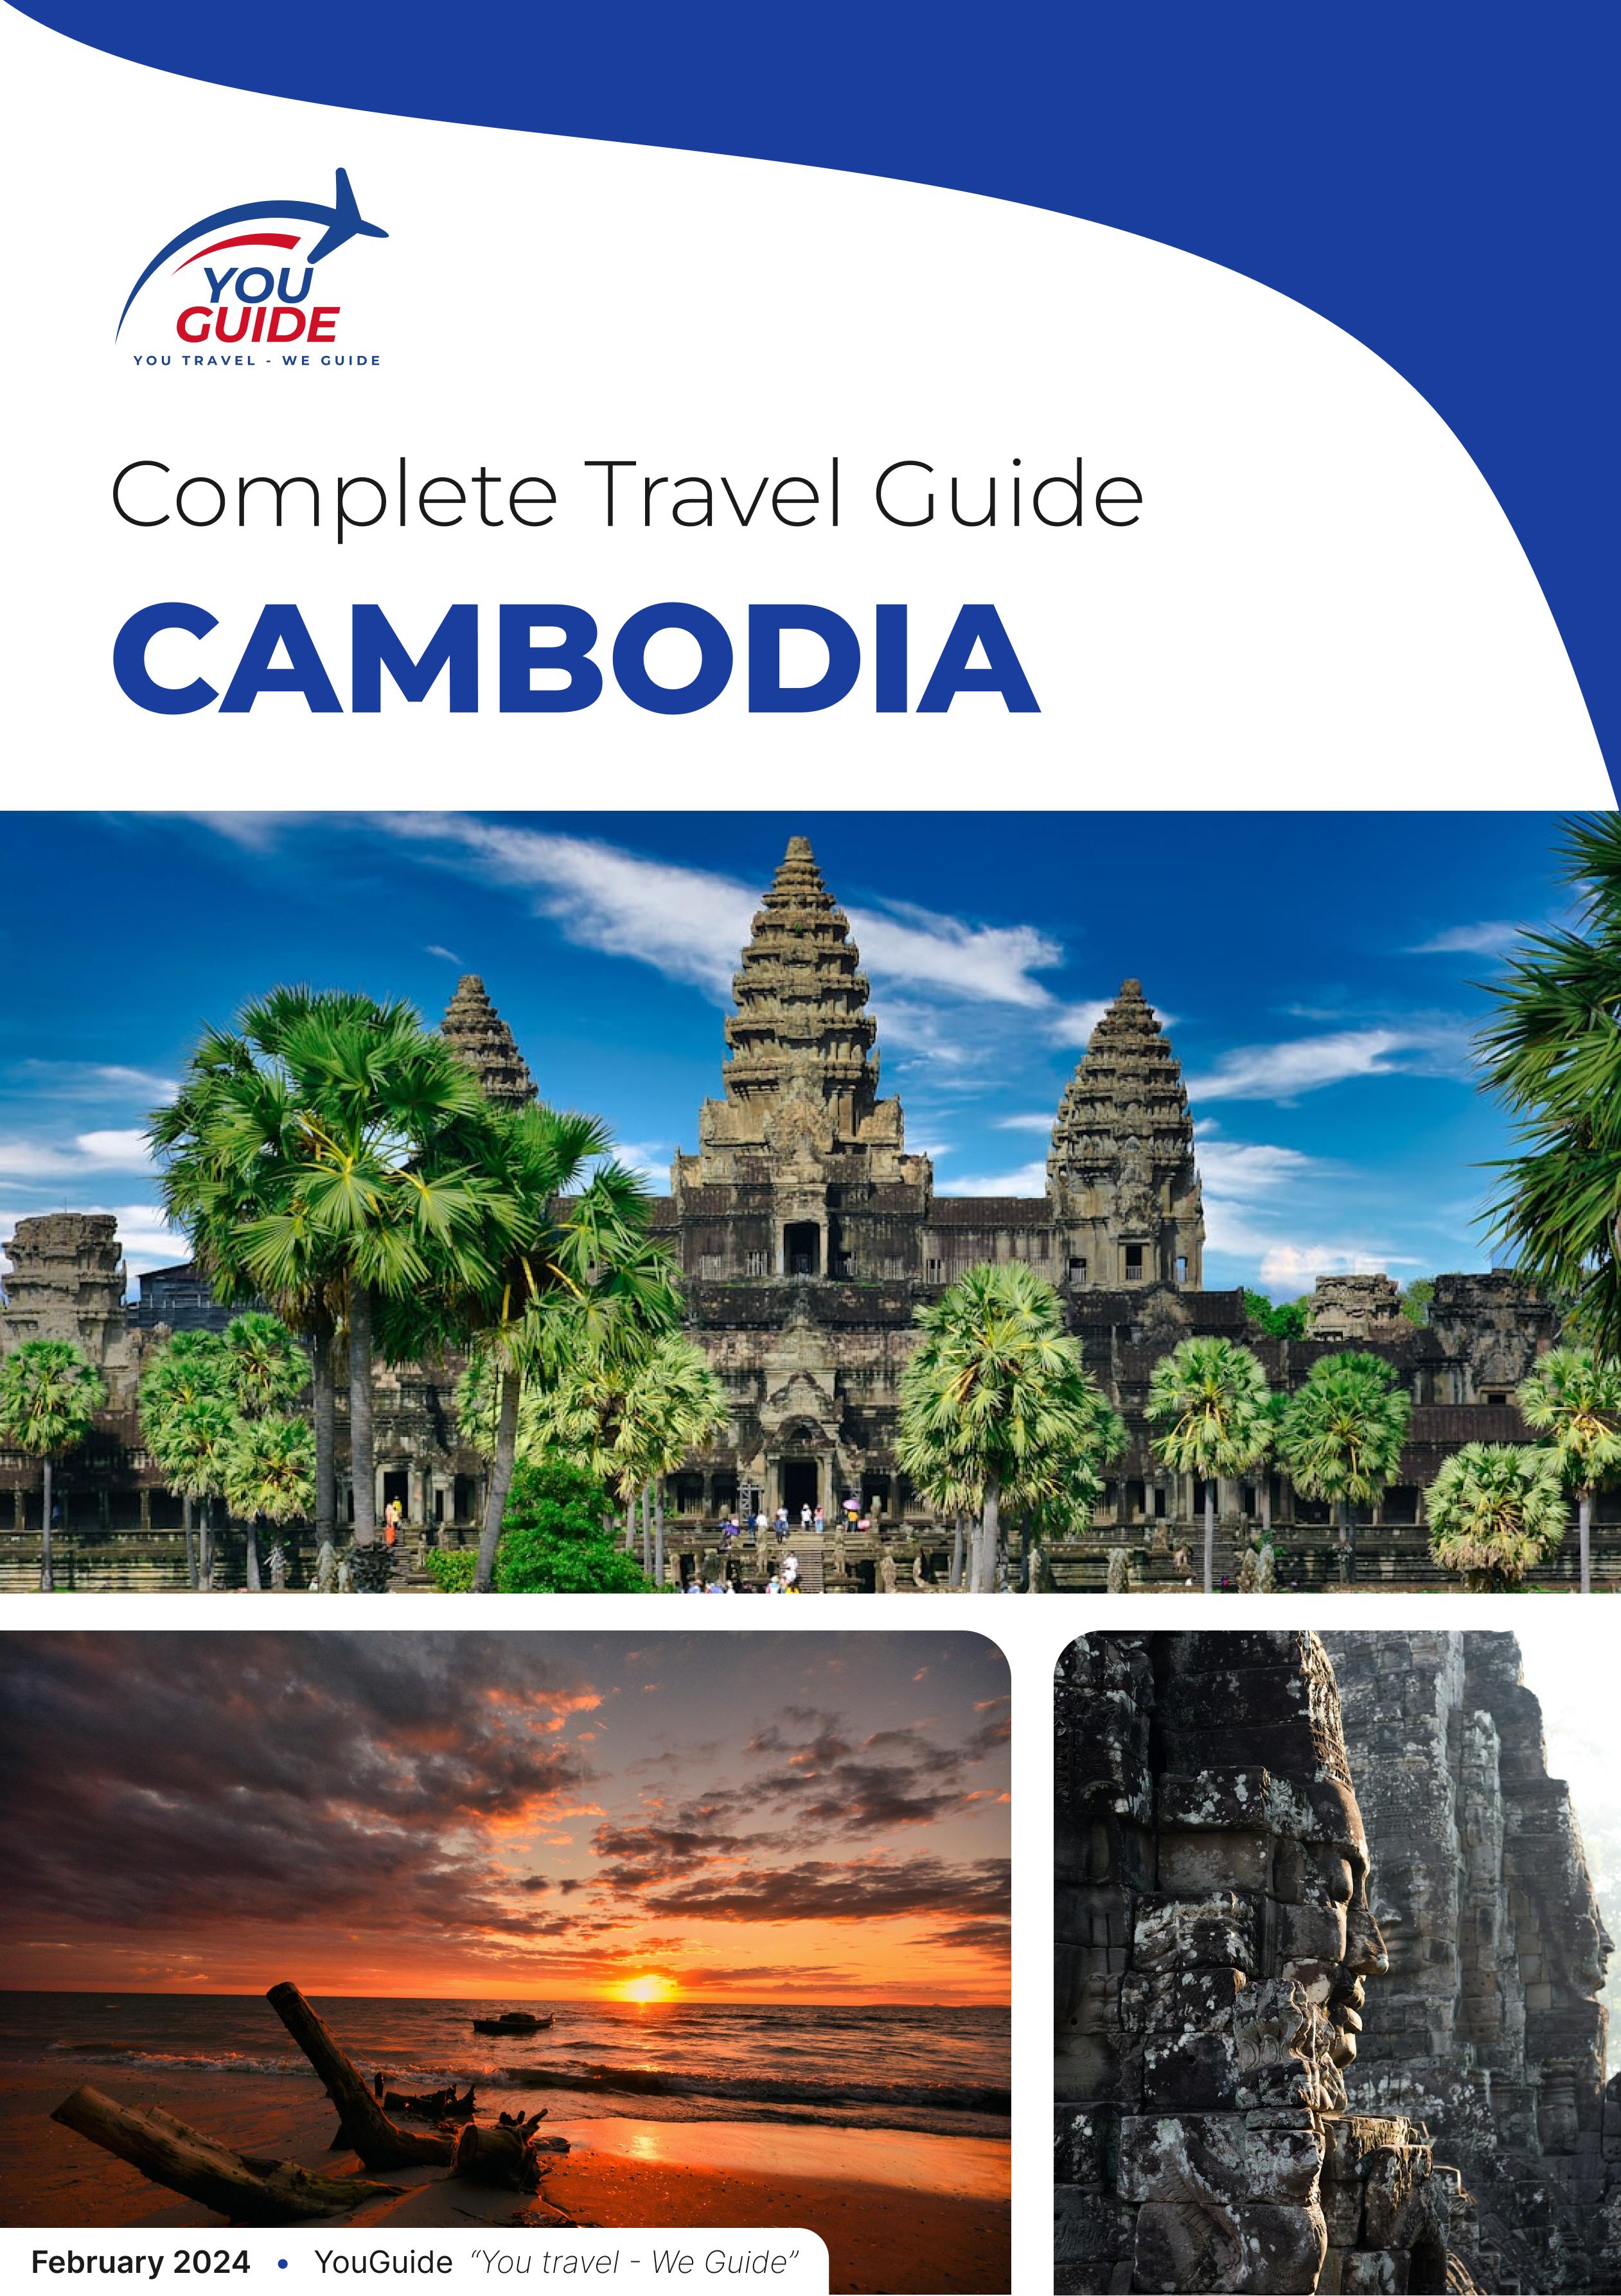 YOU
GUIDE
YOU TRAVEL - WE GUIDE
Complete Travel Guide
CAMBODIA
February 2024 • YouGuide “You travel - We Guide”